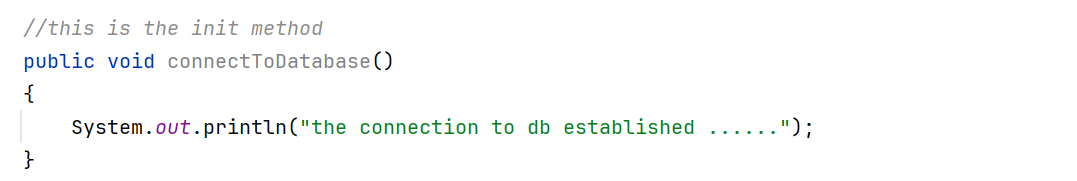 //this is the init method
public void connectToDatabase()
{
    System.out.println("the connection to db established ......");
}